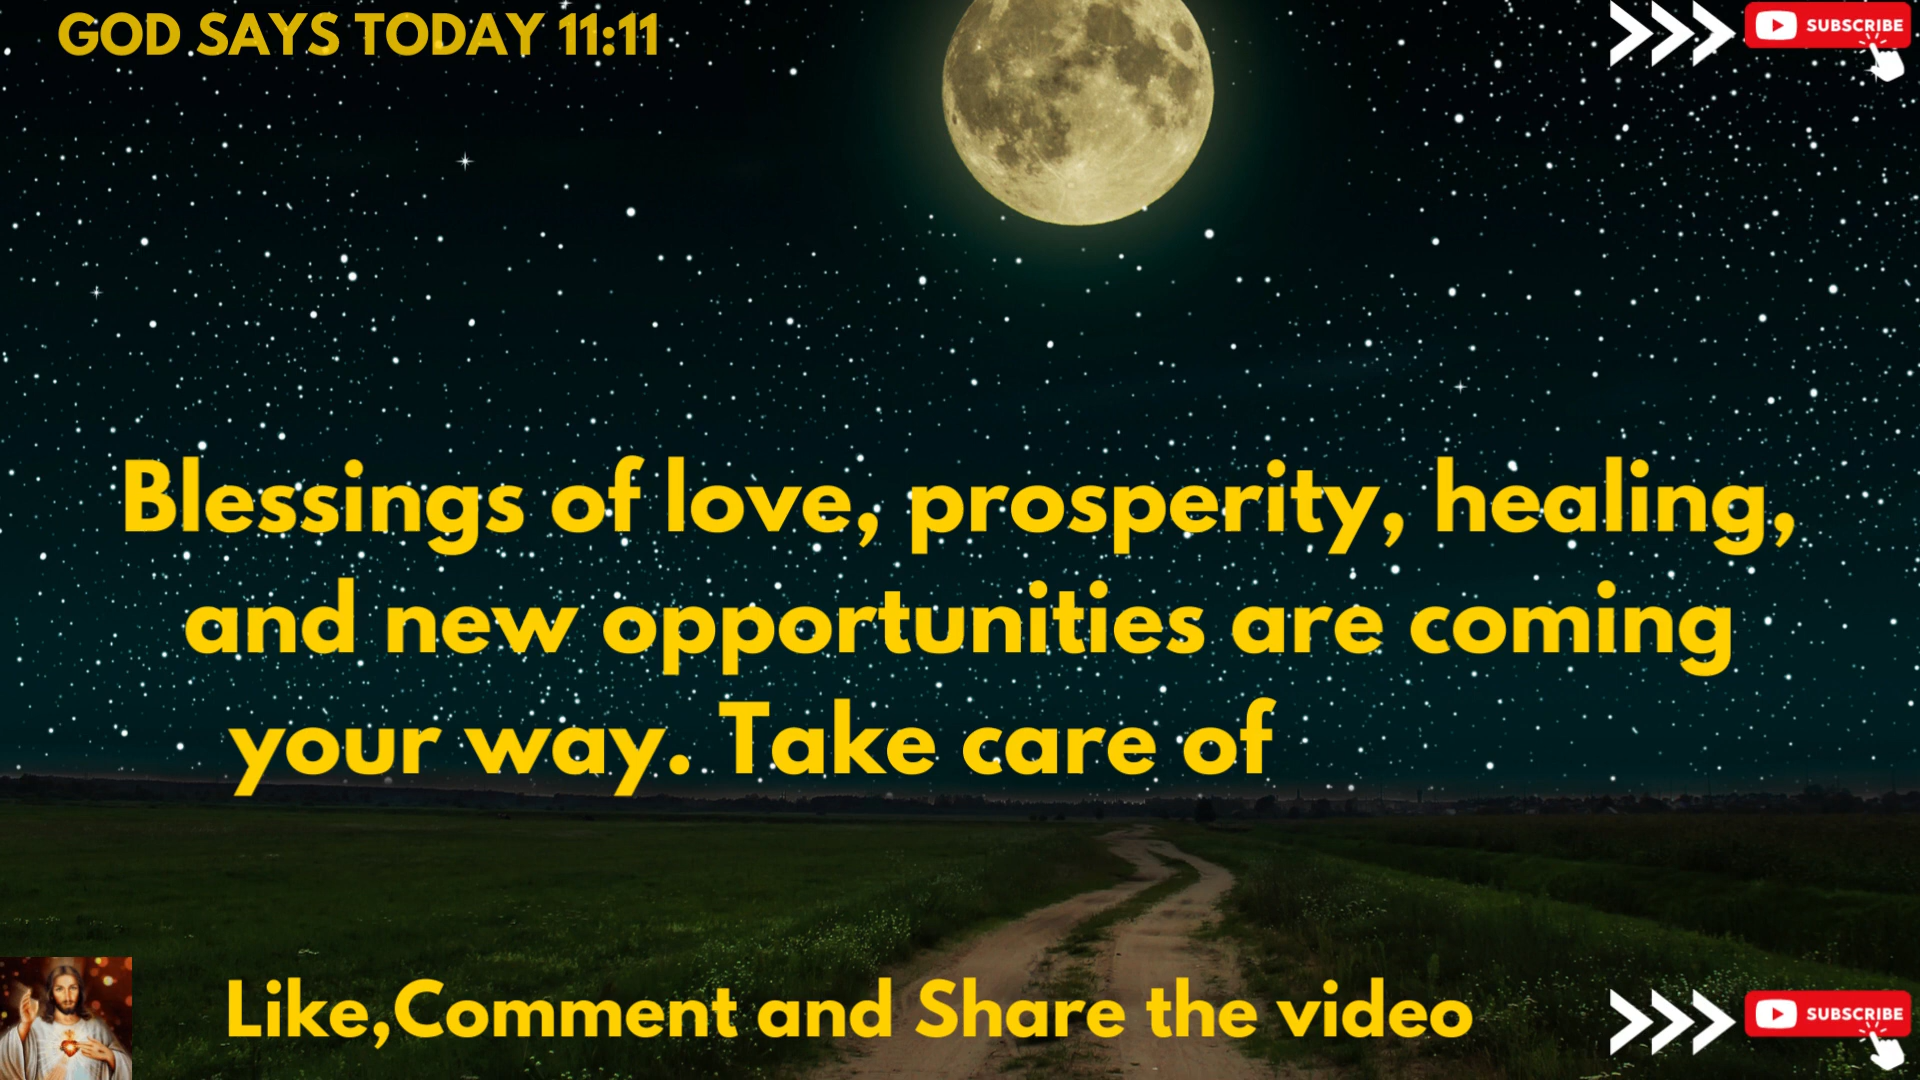 GOD SAYS TODAY 11:11
SUBSCRIBE
Blessings of love, prosperity, healing,
and new opportunities are coming
your way. Take care of
Like,Comment and Share the video
SUBSCRIBE